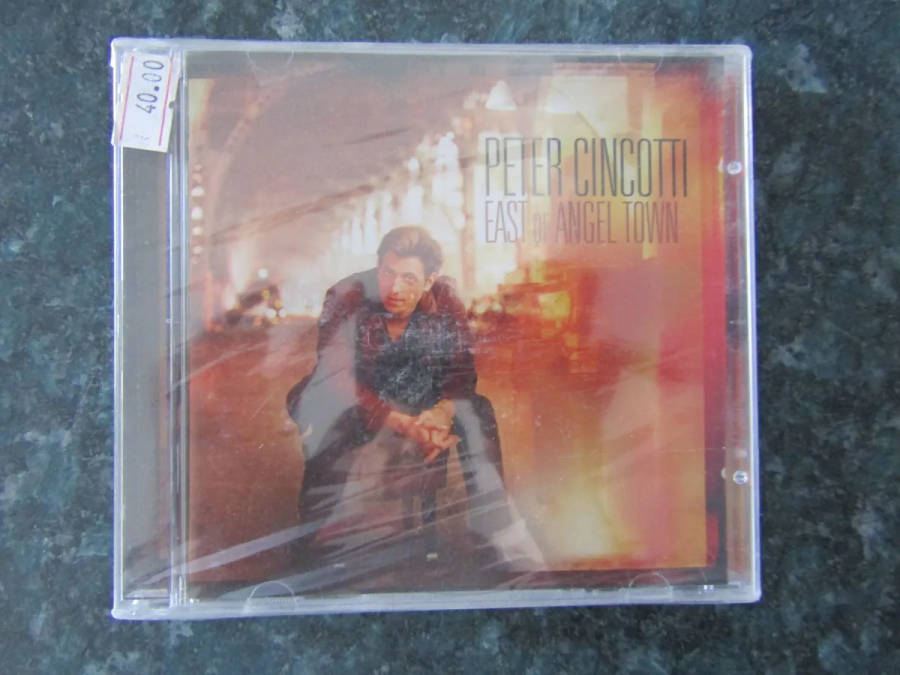 40.00
PETER CINCOTTI
EAST OF ANGEL TOWN